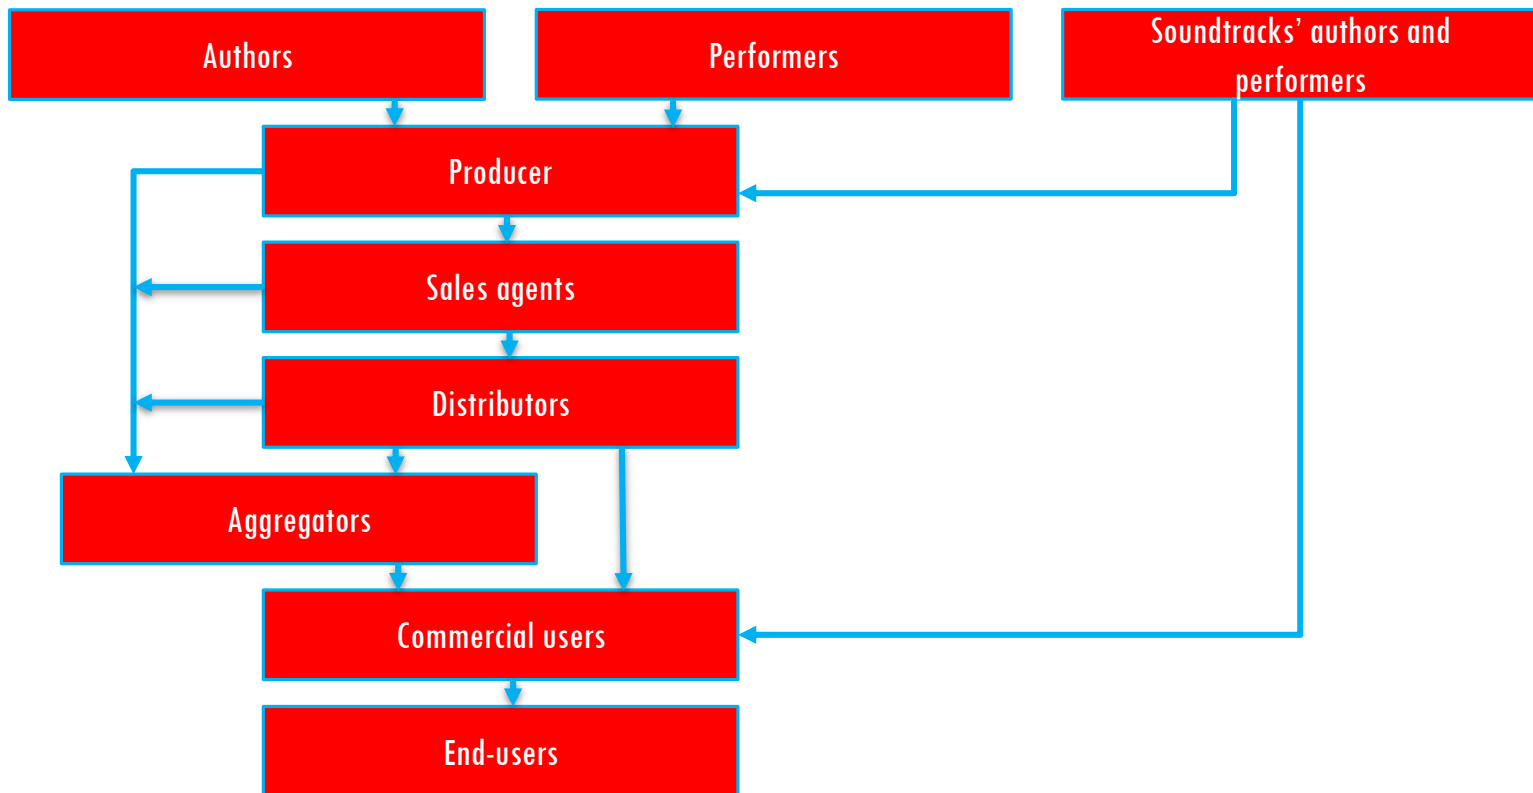 Authors
Performers
Soundtracks’ authors and
performers
Producer
Sales agents
Distributors
Aggregators
Commercial users
End-users